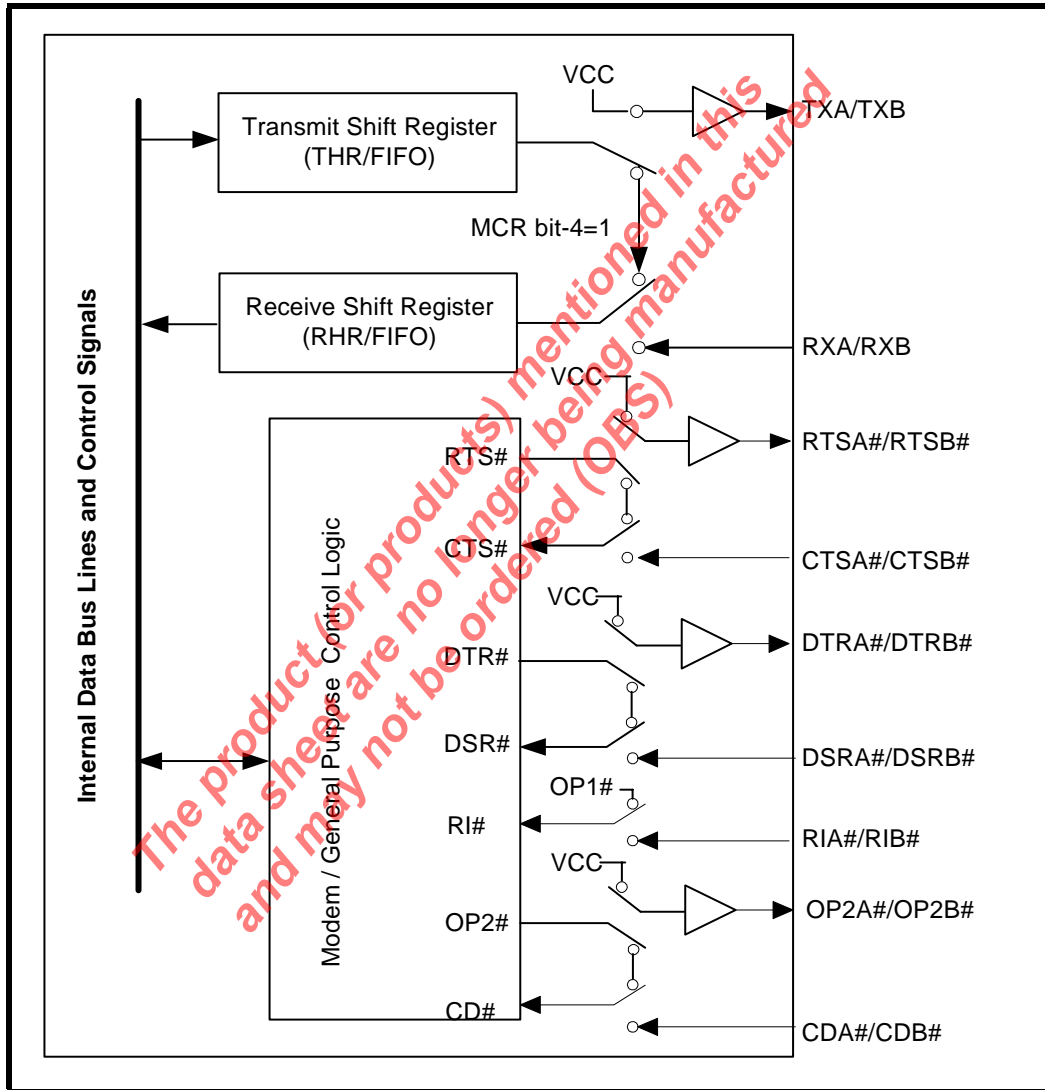 VCC
TXA/TXB
Transmit Shift Register
(THR/FIFO)
MCR bit-4=1
Receive Shift Register
(RHR/FIFO)
RXA/RXB
VCC
RTSA#/RTSB#
RTS#
CTS#
CTSA#/CTSB#
VCC
DTRA#/DTRB#
DTR#
DSR#
DSRA#/DSRB#
OP1#
RI#
RIA#/RIB#
VCC
OP2A#/OP2B#
OP2#
CD#
CDA#/CDB#
Internal Data Bus Lines and Control Signals
Modem / General Purpose Control Logic
The product (or products) mentioned in this
data sheet are no longer being manufactured
and may not be ordered (OBS)